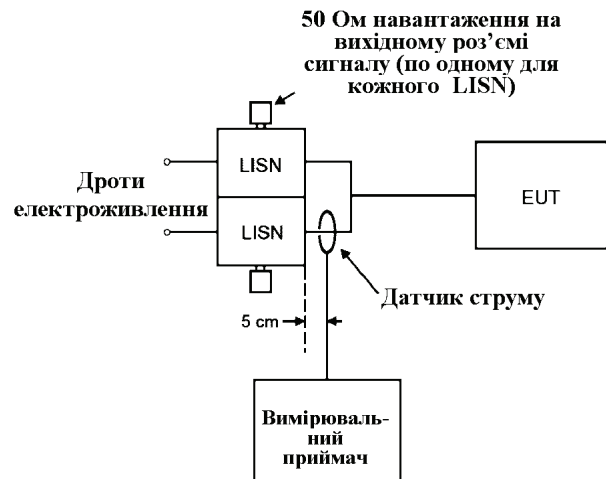 50 Ом навантаження на
вихідному роз’ємі
сигналу (по одному для
кожного LISN)
LISN
Дроти
електроживлення
LISN
EUT
Датчик струму
5 cm
Вимірюваль-
ний
приймач